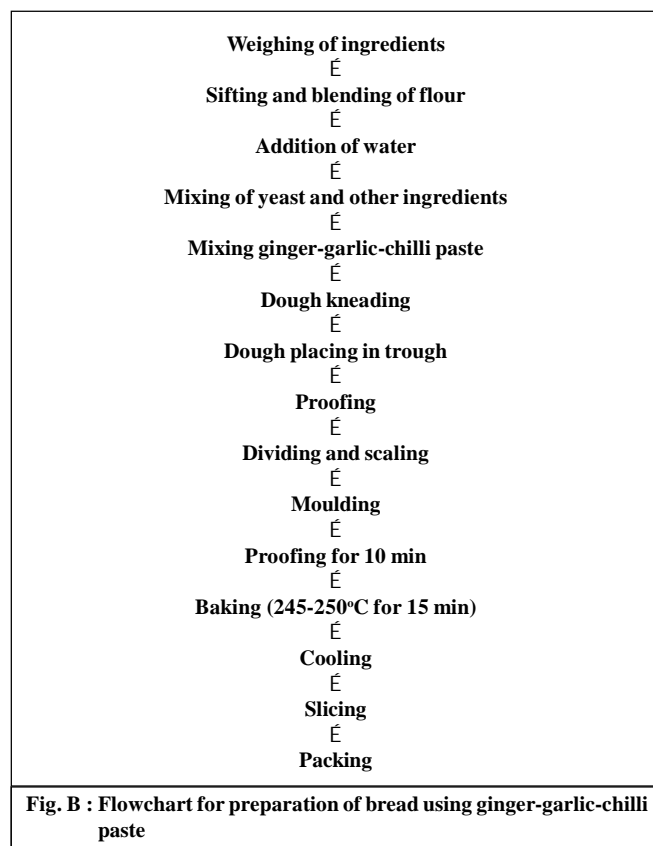 Weighing of ingredients
É
Sifting and blending of flour
É
Addition of water
É
Mixing of yeast and other ingredients
É
Mixing ginger-garlic-chilli paste
É
Dough kneading
É
Dough placing in trough
É
Proofing
É
Dividing and scaling
É
Moulding
É
Proofing for 10 min
É
Baking (245-250°C for 15 min)
É
Cooling
É
Slicing
É
Packing
Fig. B : Flowchart for preparation of bread using ginger-garlic-chilli
paste